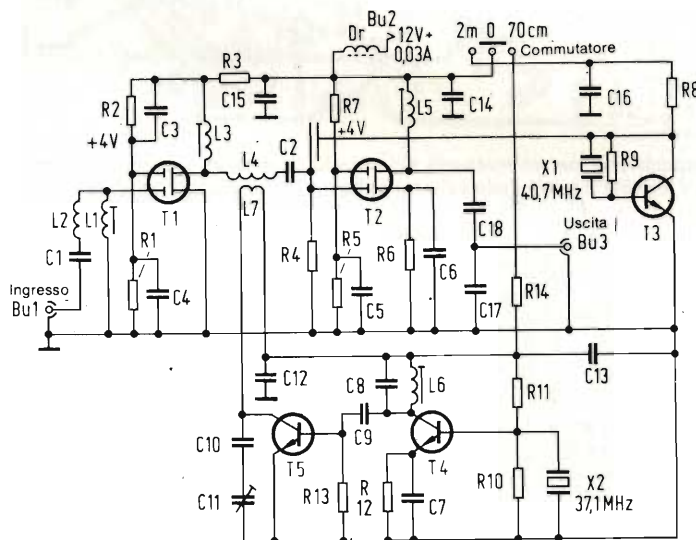 Bu2
Dr 12V+
0,03A
2m 0 70cm
Commutatore
R3
R2
C3
C15
R7
L5
C14
C16
R8
+4V
L3
L4
C2
+4V
X1
40,7MHz
R9
T3
L2
L1
T1
L7
T2
C18
Uscita
Bu3
C1
R1
R4
R5
R6
C6
Ingresso
Bu1
C4
C5
C17
R14
C12
C8
L6
C13
C10
C9
R11
T5
T4
C11
R13
R
12
C7
R10
X2
37,1MHz